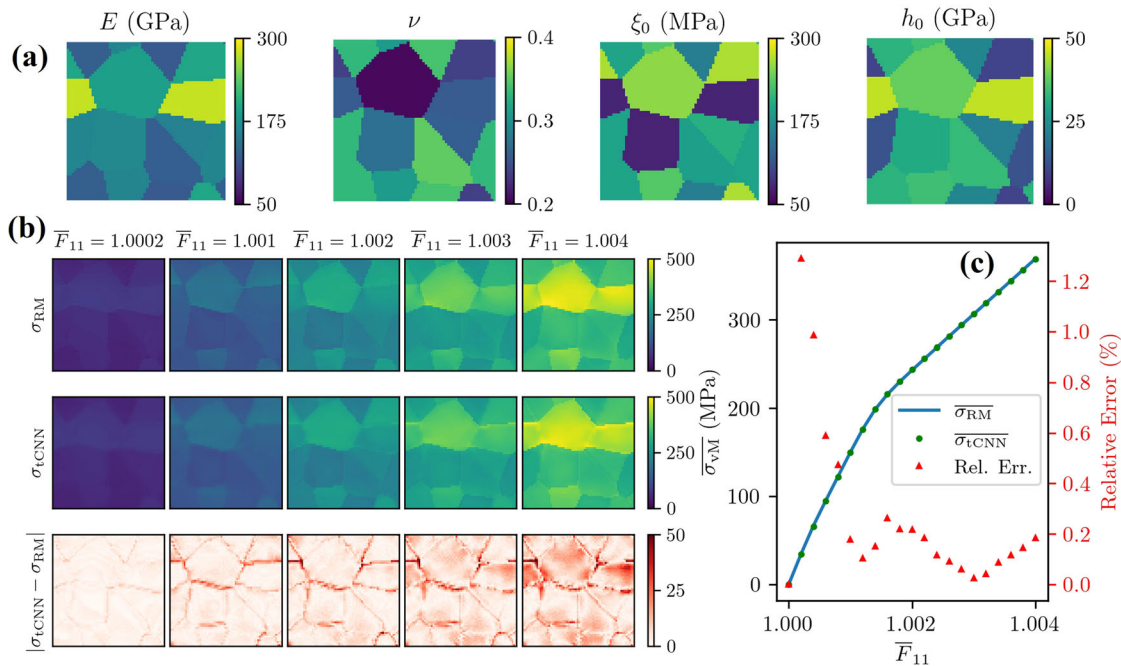 (a)
E (GPa)
ν
ξ₀ (MPa)
h₀ (GPa)
300
175
50
0.4
0.3
0.2
300
175
50
50
25
0
(b)
F̅₁₁ = 1.0002
F̅₁₁ = 1.001
F̅₁₁ = 1.002
F̅₁₁ = 1.003
F̅₁₁ = 1.004
σRM
500
250
0
σtCNN
500
250
0
|σtCNN − σRM|
50
25
0
(c)
σ̅vM (MPa)
300
200
100
0
1.000
1.002
1.004
F̅₁₁
Relative Error (%)
1.2
1.0
0.8
0.6
0.4
0.2
0.0
σ̅RM
σ̅tCNN
Rel. Err.